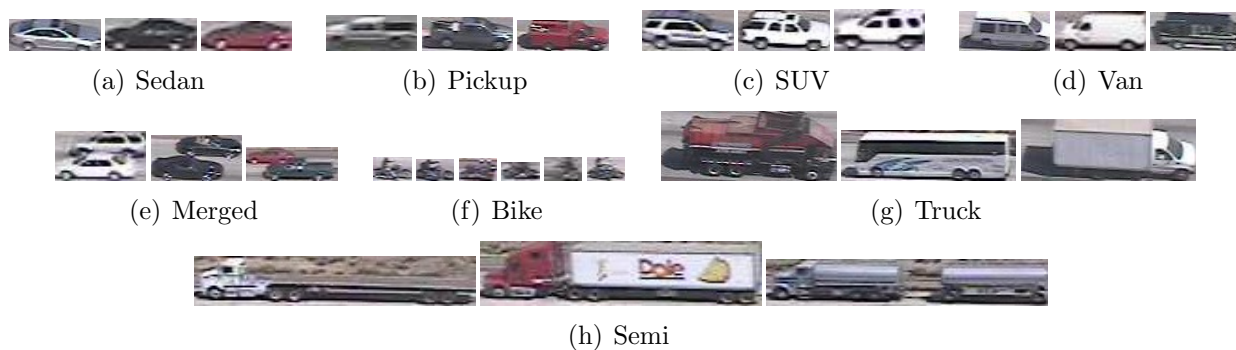 (a) Sedan
(b) Pickup
(c) SUV
(d) Van
(e) Merged
(f) Bike
(g) Truck
Dole
(h) Semi